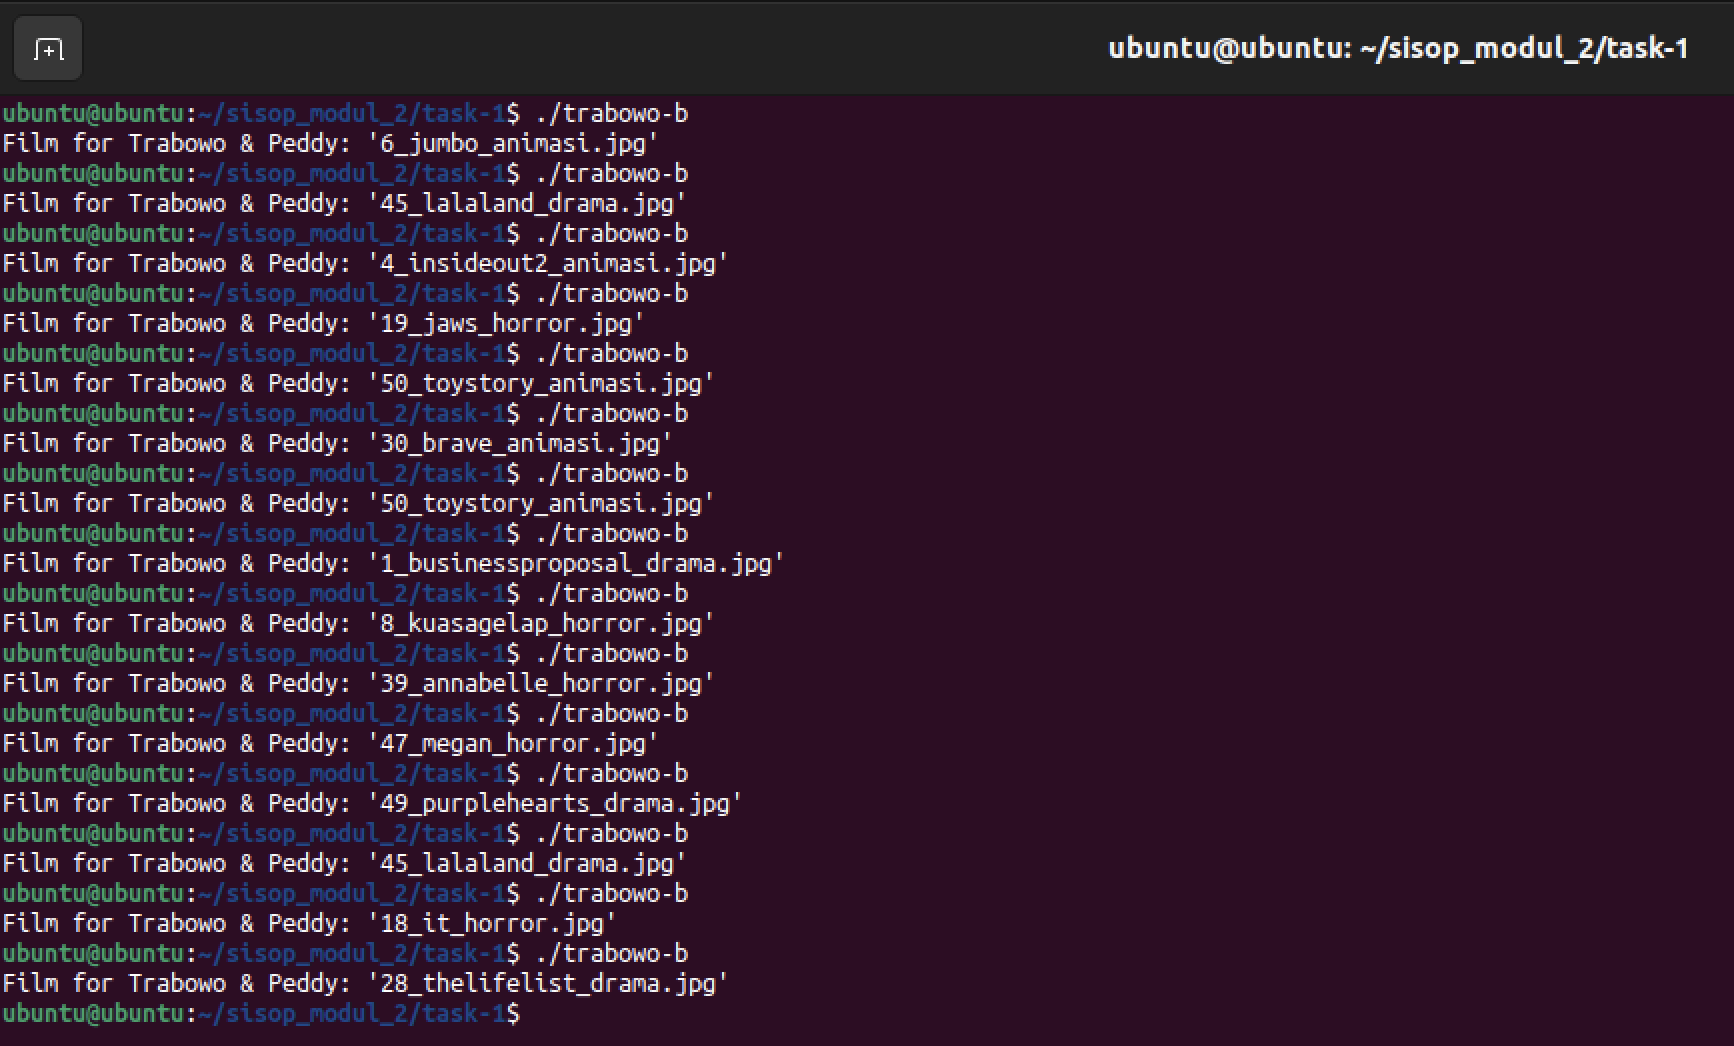 ubuntu@ubuntu: ~/sisop_modul_2/task-1
ubuntu@ubuntu:~/sisop_modul_2/task-1$ ./trabowo-b
Film for Trabowo & Peddy: '6_jumbo_animasi.jpg'
ubuntu@ubuntu:~/sisop_modul_2/task-1$ ./trabowo-b
Film for Trabowo & Peddy: '45_lalaland_drama.jpg'
ubuntu@ubuntu:~/sisop_modul_2/task-1$ ./trabowo-b
Film for Trabowo & Peddy: '4_insideout2_animasi.jpg'
ubuntu@ubuntu:~/sisop_modul_2/task-1$ ./trabowo-b
Film for Trabowo & Peddy: '19_jaws_horror.jpg'
ubuntu@ubuntu:~/sisop_modul_2/task-1$ ./trabowo-b
Film for Trabowo & Peddy: '50_toystory_animasi.jpg'
ubuntu@ubuntu:~/sisop_modul_2/task-1$ ./trabowo-b
Film for Trabowo & Peddy: '30_brave_animasi.jpg'
ubuntu@ubuntu:~/sisop_modul_2/task-1$ ./trabowo-b
Film for Trabowo & Peddy: '50_toystory_animasi.jpg'
ubuntu@ubuntu:~/sisop_modul_2/task-1$ ./trabowo-b
Film for Trabowo & Peddy: '1_businessproposal_drama.jpg'
ubuntu@ubuntu:~/sisop_modul_2/task-1$ ./trabowo-b
Film for Trabowo & Peddy: '8_kuasagelap_horror.jpg'
ubuntu@ubuntu:~/sisop_modul_2/task-1$ ./trabowo-b
Film for Trabowo & Peddy: '39_annabelle_horror.jpg'
ubuntu@ubuntu:~/sisop_modul_2/task-1$ ./trabowo-b
Film for Trabowo & Peddy: '47_megan_horror.jpg'
ubuntu@ubuntu:~/sisop_modul_2/task-1$ ./trabowo-b
Film for Trabowo & Peddy: '49_purplehearts_drama.jpg'
ubuntu@ubuntu:~/sisop_modul_2/task-1$ ./trabowo-b
Film for Trabowo & Peddy: '45_lalaland_drama.jpg'
ubuntu@ubuntu:~/sisop_modul_2/task-1$ ./trabowo-b
Film for Trabowo & Peddy: '18_it_horror.jpg'
ubuntu@ubuntu:~/sisop_modul_2/task-1$ ./trabowo-b
Film for Trabowo & Peddy: '28_thelifelist_drama.jpg'
ubuntu@ubuntu:~/sisop_modul_2/task-1$